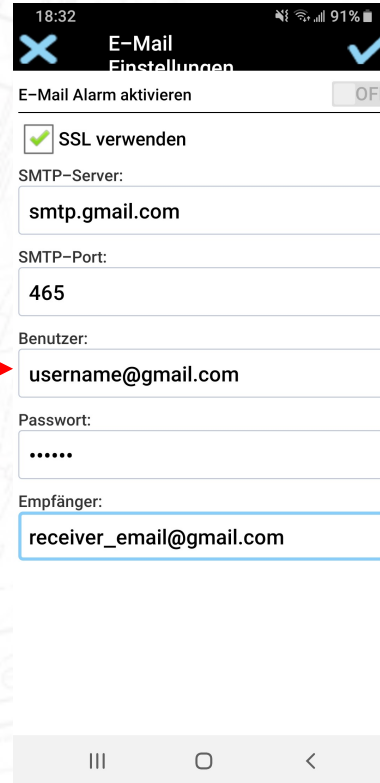 18:32
91%
E-Mail
Einstellungen
E-Mail Alarm aktivieren
OF
SSL verwenden
SMTP-Server:
smtp.gmail.com
SMTP-Port:
465
Benutzer:
username@gmail.com
Passwort:
••••••
Empfänger:
receiver_email@gmail.com